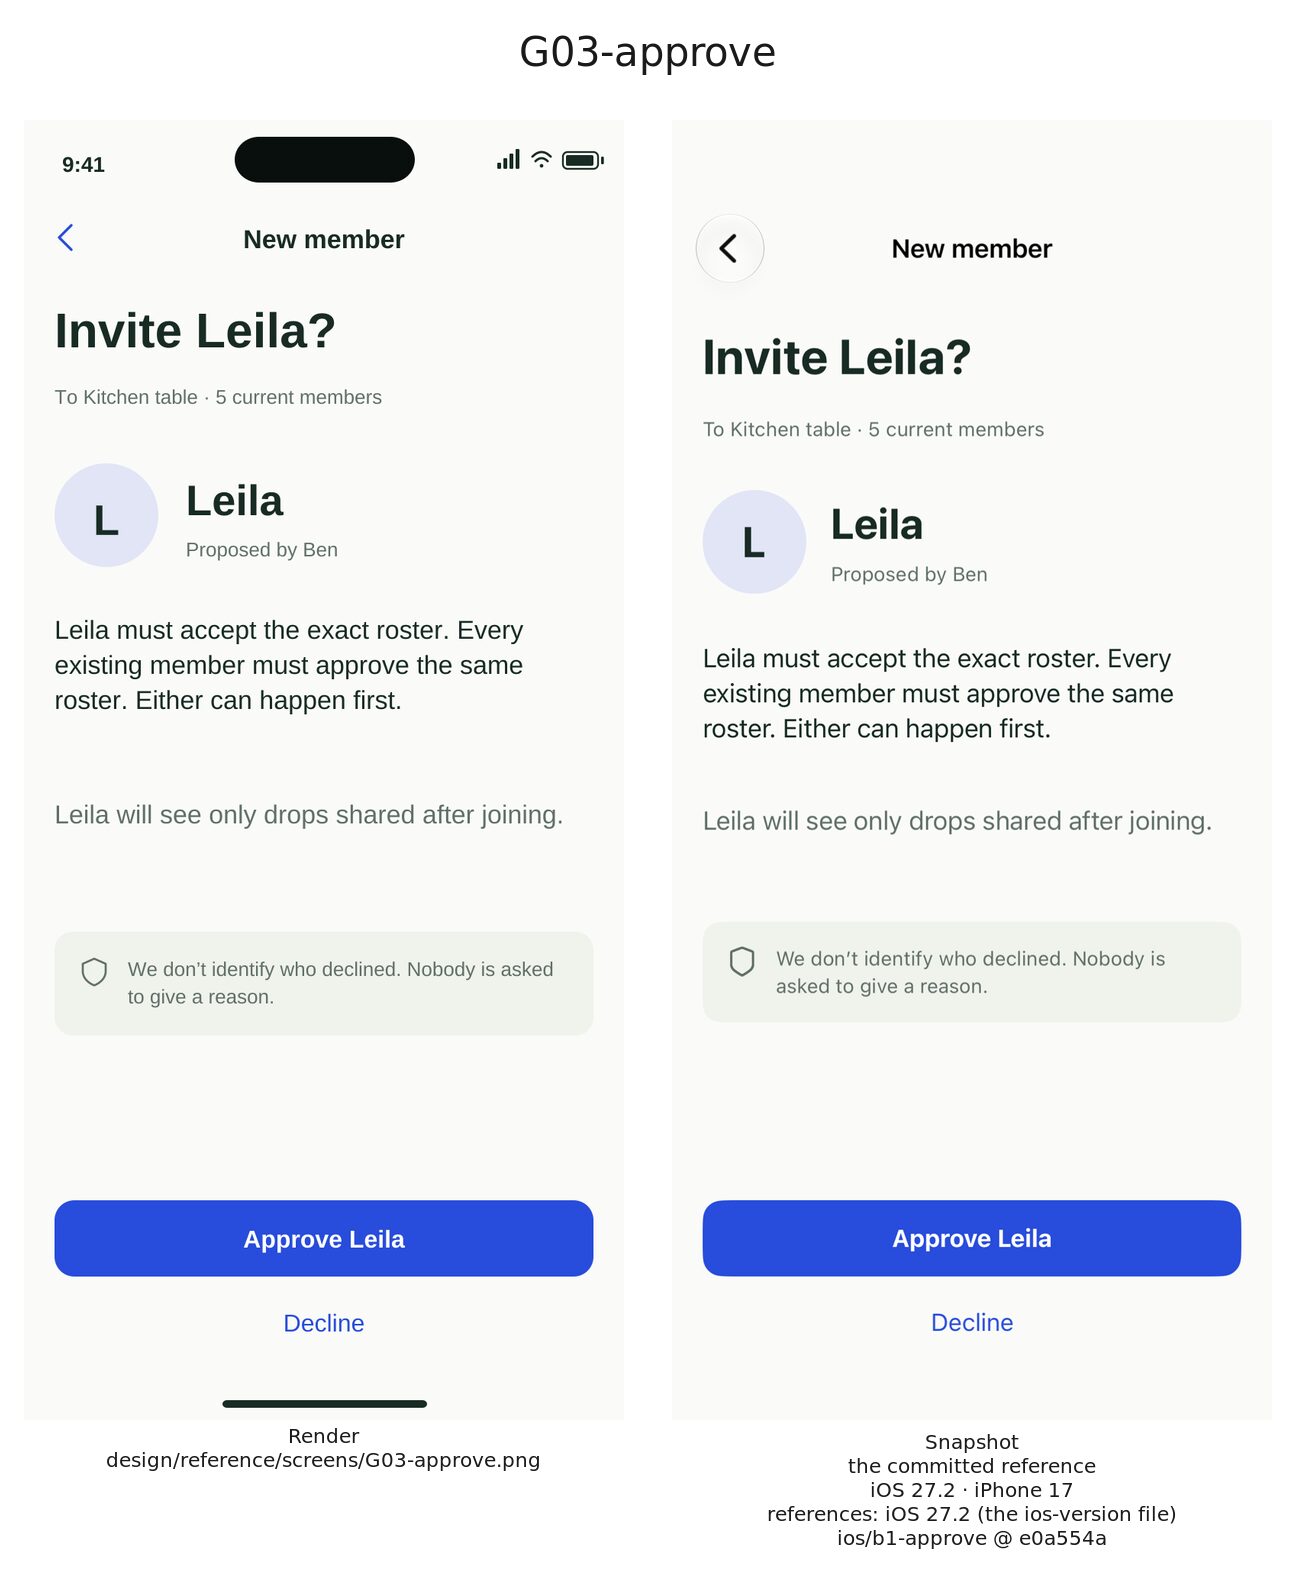 G03-approve
9:41
New member
Invite Leila?
To Kitchen table · 5 current members
L
Leila
Proposed by Ben
Leila must accept the exact roster. Every
existing member must approve the same
roster. Either can happen first.
Leila will see only drops shared after joining.
We don’t identify who declined. Nobody is asked
to give a reason.
Approve Leila
Decline
Render
design/reference/screens/G03-approve.png
New member
Invite Leila?
To Kitchen table · 5 current members
L
Leila
Proposed by Ben
Leila must accept the exact roster. Every
existing member must approve the same
roster. Either can happen first.
Leila will see only drops shared after joining.
We don’t identify who declined. Nobody is
asked to give a reason.
Approve Leila
Decline
Snapshot
the committed reference
iOS 27.2 · iPhone 17
references: iOS 27.2 (the ios-version file)
ios/b1-approve @ e0a554a